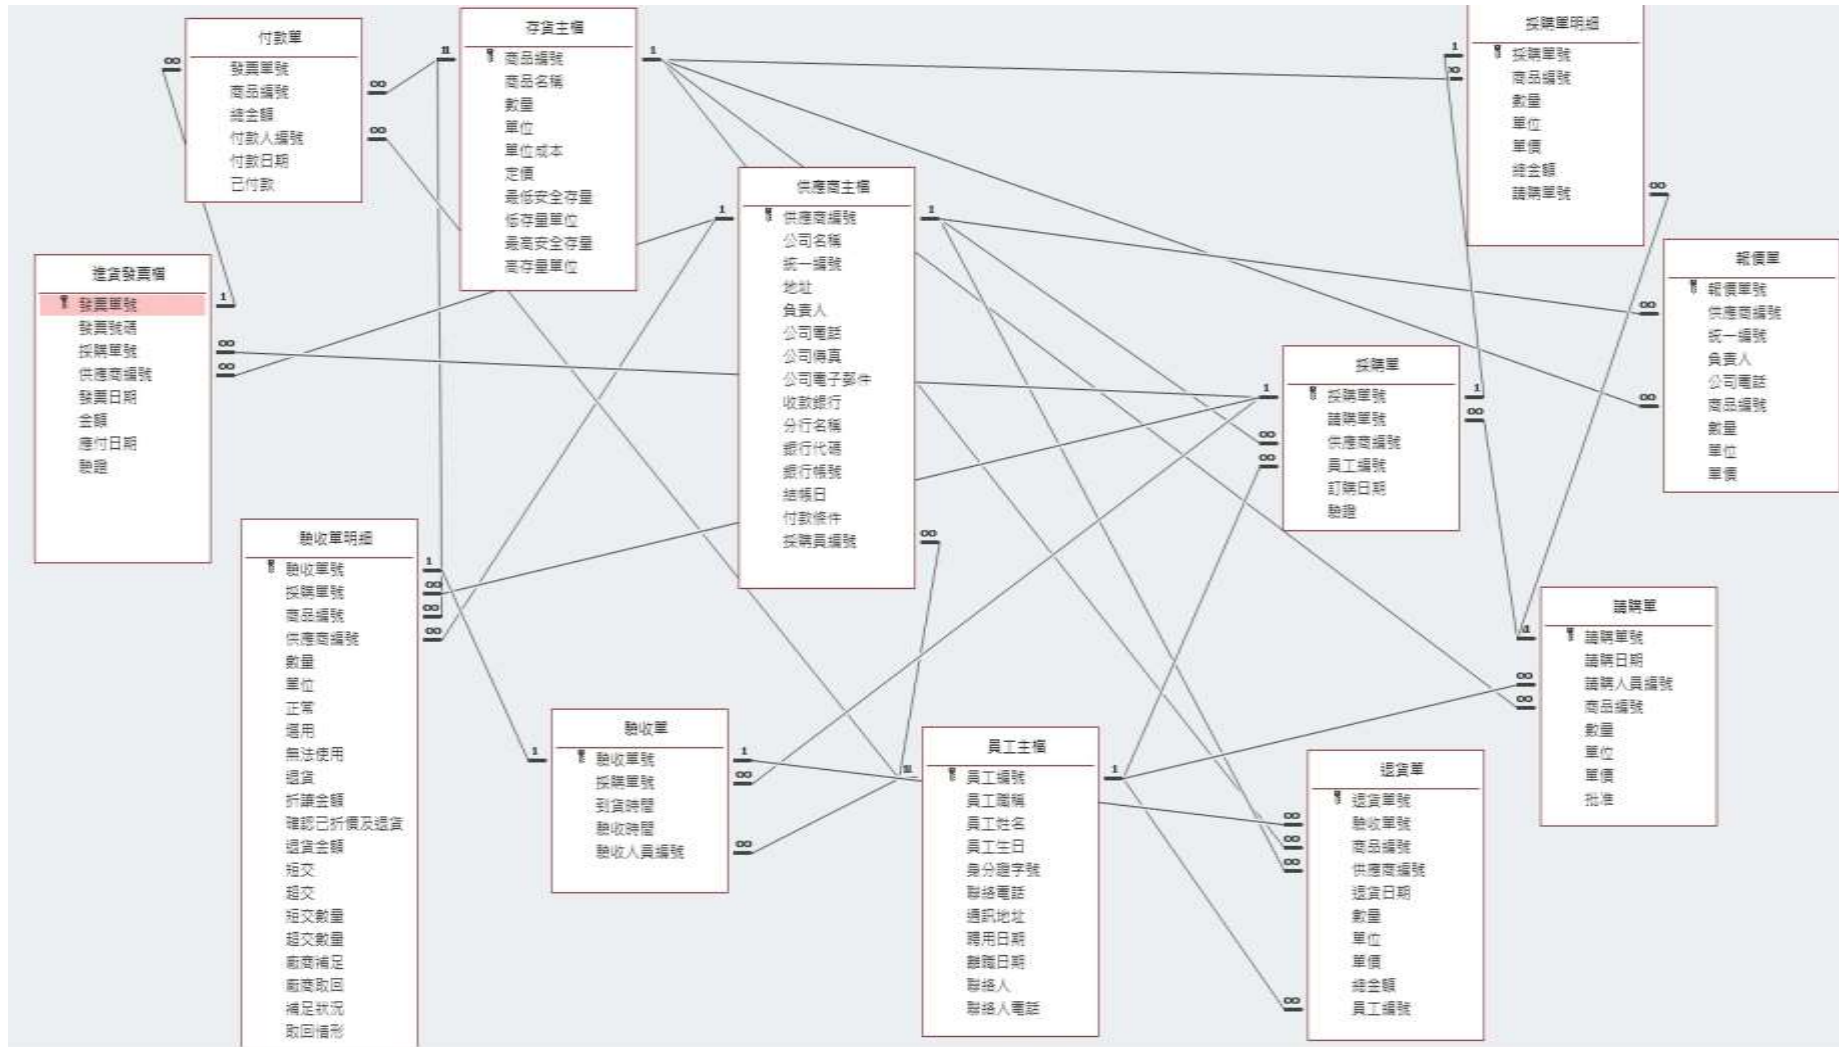 付款單
發票單號
商品編號
總金額
付款人編號
付款日期
已付款
存貨主檔
商品編號
商品名稱
數量
單位
單位成本
定價
最低安全存量
低存量單位
最高安全存量
高存量單位
採購單明細
採購單號
商品編號
數量
單位
單價
總金額
請購單號
供應商主檔
供應商編號
公司名稱
統一編號
地址
負責人
公司電話
公司傳真
公司電子郵件
收款銀行
分行名稱
銀行代碼
銀行帳號
結帳日
付款條件
採購員編號
進貨發票檔
發票單號
發票號碼
採購單號
供應商編號
發票日期
金額
應付日期
驗證
報價單
報價單號
供應商編號
統一編號
負責人
公司電話
商品編號
數量
單位
單價
採購單
採購單號
請購單號
供應商編號
員工編號
訂購日期
驗證
驗收單明細
驗收單號
採購單號
商品編號
供應商編號
數量
單位
正常
堪用
無法使用
退貨
折讓金額
確認已折價及退貨
退貨金額
短交
超交
短交數量
超交數量
廠商補足
廠商取回
補足狀況
取回情形
請購單
請購單號
請購日期
請購人員編號
商品編號
數量
單位
單價
批准
驗收單
驗收單號
採購單號
到貨時間
驗收時間
驗收人員編號
員工主檔
員工編號
員工職稱
員工姓名
員工生日
身分證字號
聯絡電話
通訊地址
聘用日期
離職日期
聯絡人
聯絡人電話
退貨單
退貨單號
驗收單號
商品編號
供應商編號
退貨日期
數量
單位
單價
總金額
員工編號